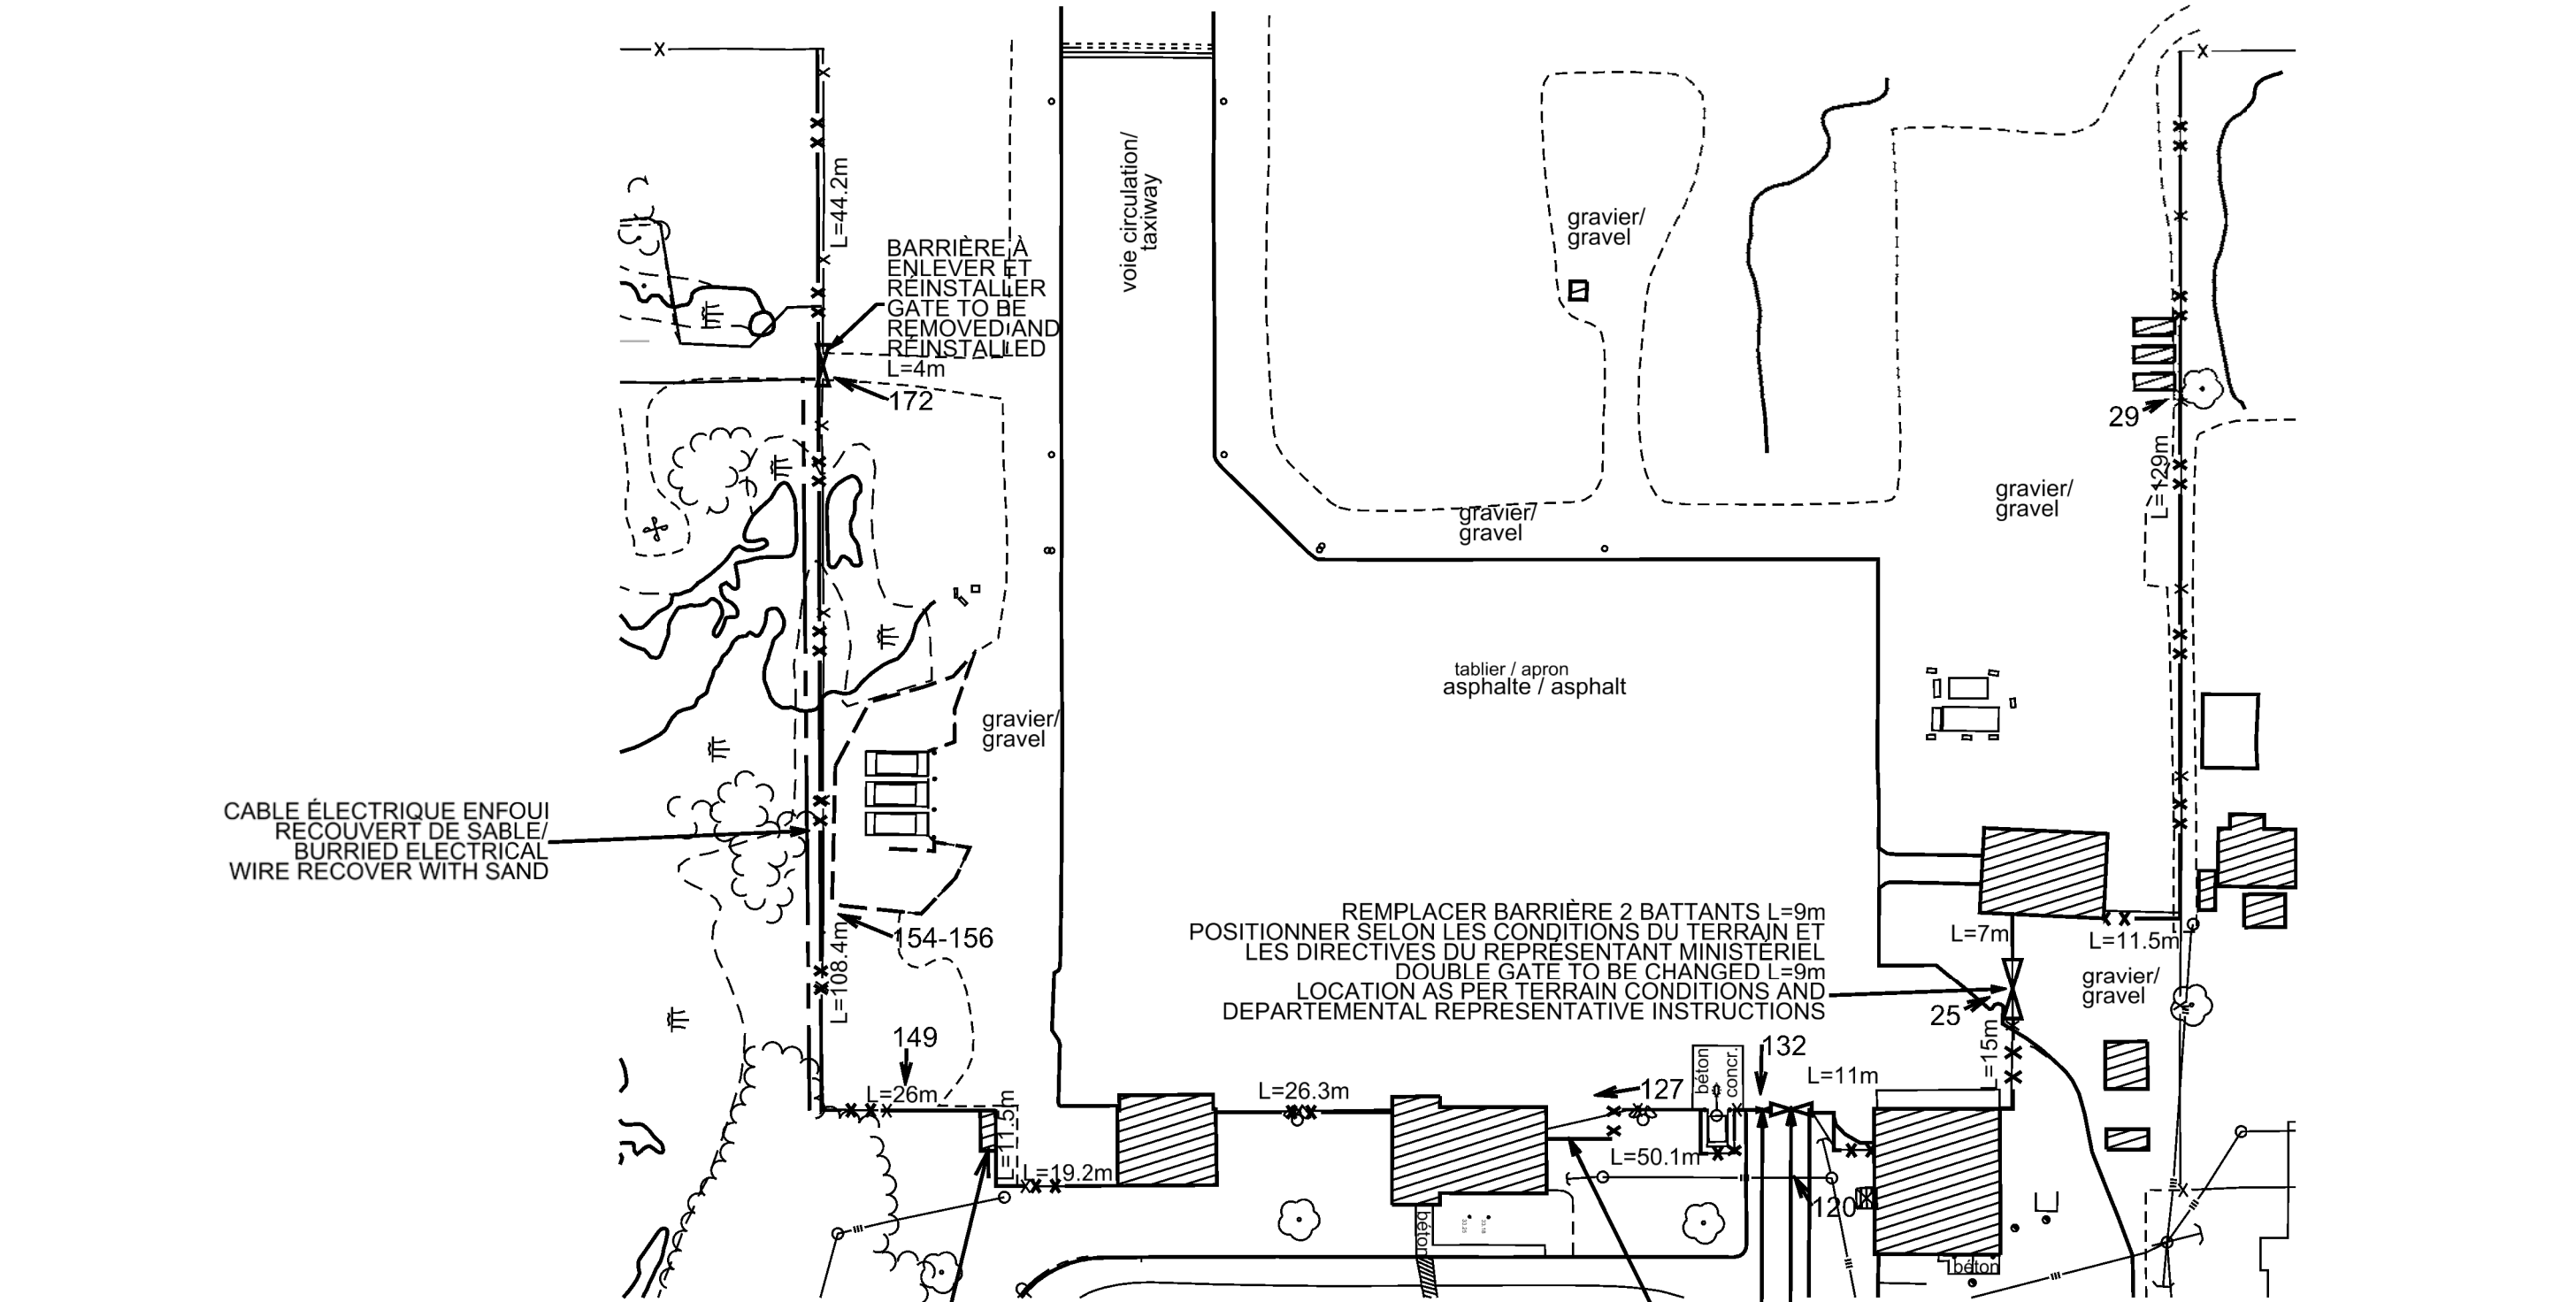 L=44.2m
BARRIÈRE À
ENLEVER ET
RÉINSTALLER
GATE TO BE
REMOVED AND
RÉINSTALLED
L=4m
172
voie circulation/
taxiway
gravier/
gravel
29
L=129m
gravier/
gravel
gravier/
gravel
tablier / apron
asphalte / asphalt
gravier/
gravel
CABLE ÉLECTRIQUE ENFOUI
RECOUVERT DE SABLE/
BURRIED ELECTRICAL
WIRE RECOVER WITH SAND
154-156
L=108.4m
REMPLACER BARRIÈRE 2 BATTANTS L=9m
POSITIONNER SELON LES CONDITIONS DU TERRAIN ET
LES DIRECTIVES DU REPRÉSENTANT MINISTÉRIEL
DOUBLE GATE TO BE CHANGED L=9m
LOCATION AS PER TERRAIN CONDITIONS AND
DEPARTEMENTAL REPRESENTATIVE INSTRUCTIONS
L=7m
L=11.5m
gravier/
gravel
25
L=15m
149
L=26m
L=11.5m
L=19.2m
L=26.3m
127
béton
concr.
132
L=11m
L=50.1m
120
béton
béton